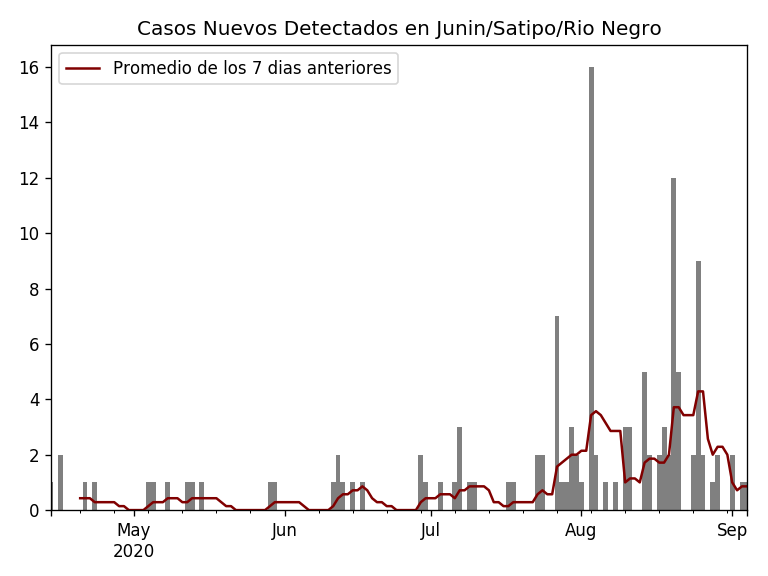 Casos Nuevos Detectados en Junin/Satipo/Rio Negro
Promedio de los 7 dias anteriores
16
14
12
10
8
6
4
2
0
May
2020
Jun
Jul
Aug
Sep